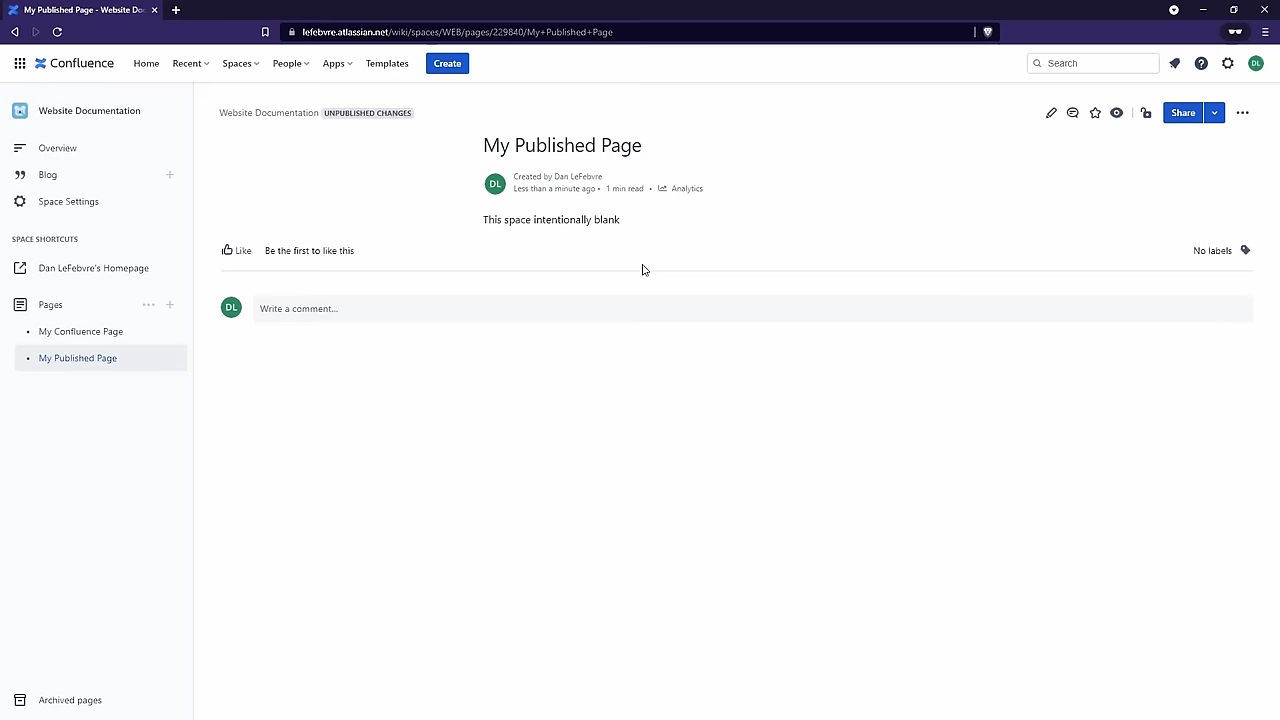 My Published Page - Website Do
lefebvre.atlassian.net/wiki/spaces/WEB/pages/229840/My+Published+Page
Confluence
Home
Recent
Spaces
People
Apps
Templates
Create
Search
DL
Website Documentation
Overview
Blog
Space Settings
SPACE SHORTCUTS
Dan LeFebvre's Homepage
Pages
My Confluence Page
My Published Page
Archived pages
Website Documentation UNPUBLISHED CHANGES
Share
My Published Page
DL
Created by Dan LeFebvre
Less than a minute ago • 1 min read • Analytics
This space intentionally blank
Like Be the first to like this
No labels
DL
Write a comment...